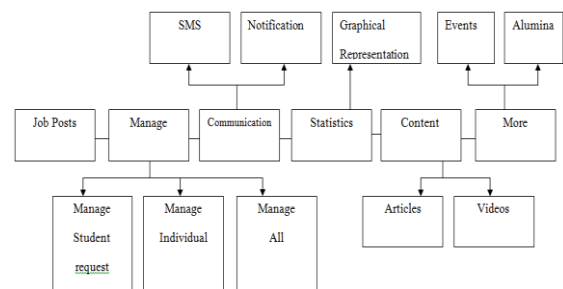 SMS
Notification
Graphical
Representation
Events
Alumina
Job Posts
Manage
Communication
Statistics
Content
More
Manage
Student
request
Manage
Individual
Manage
All
Articles
Videos